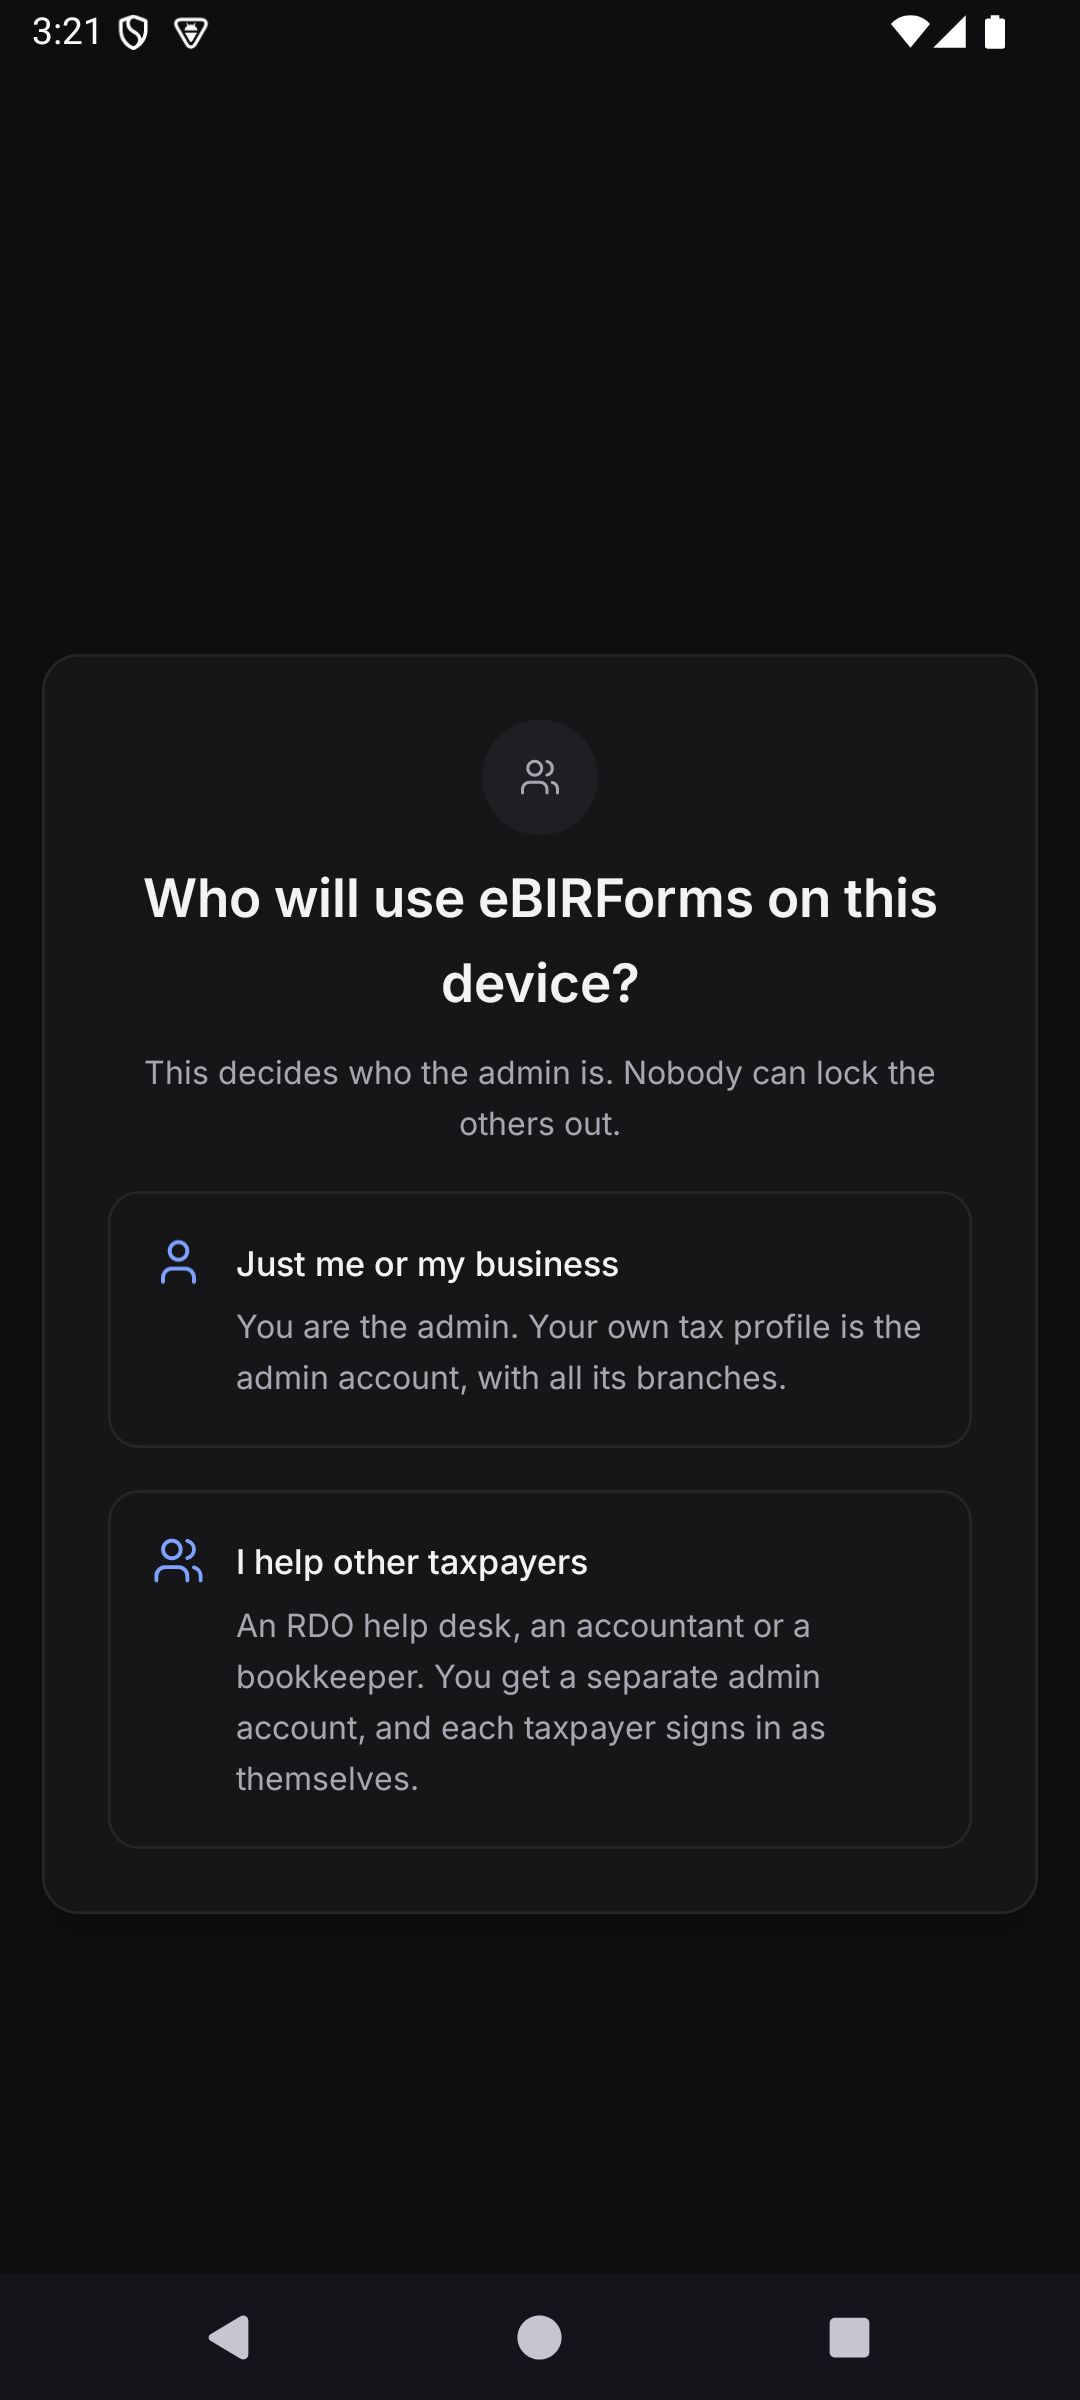 3:21
Who will use eBIRForms on this
device?
This decides who the admin is. Nobody can lock the
others out.
Just me or my business
You are the admin. Your own tax profile is the
admin account, with all its branches.
I help other taxpayers
An RDO help desk, an accountant or a
bookkeeper. You get a separate admin
account, and each taxpayer signs in as
themselves.